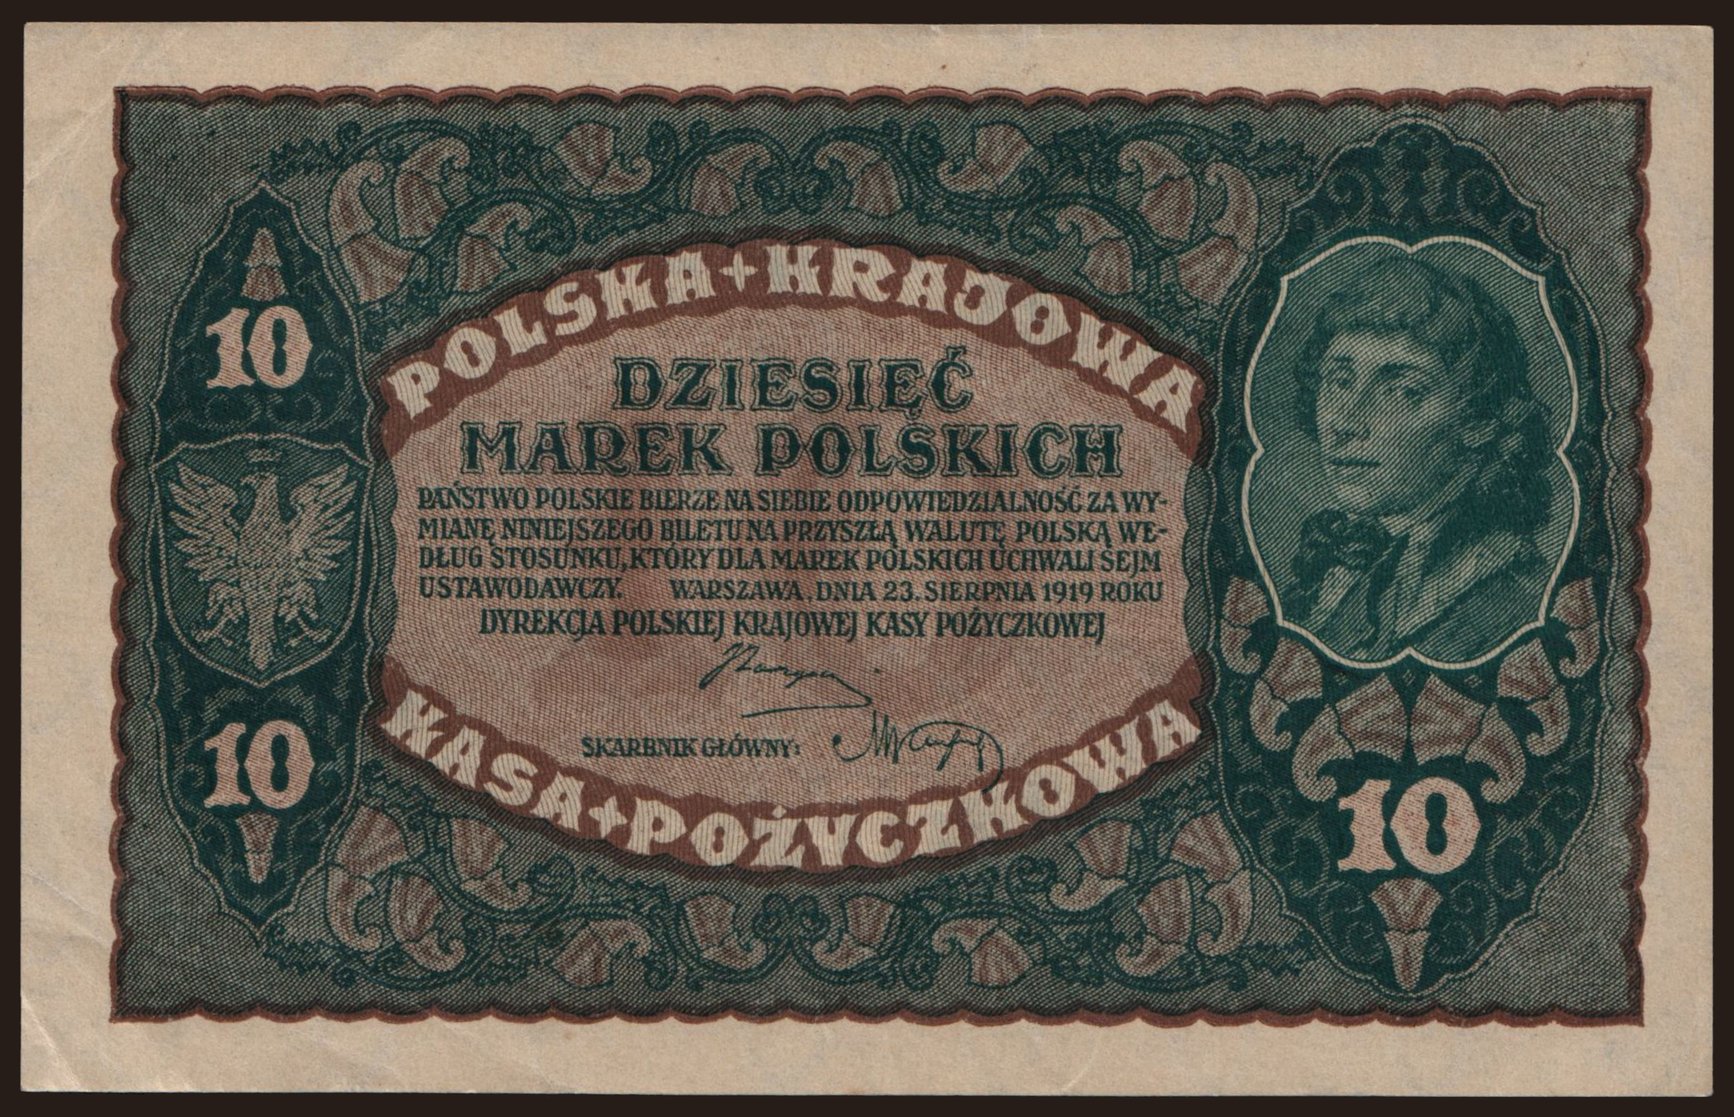 POLSKA+KRAJOWA
10
DZIESIĘĆ
MAREK POLSKICH
PAŃSTWO POLSKIE BIERZE NA SIEBIE ODPOWIEDZIALNOŚĆ ZA WY-
MIANĘ NINIEJSZEGO BILETU NA PRZYSZŁĄ WALUTĘ POLSKĄ WE-
DŁUG STOSUNKU, KTÓRY DLA MAREK POLSKICH UCHWALI SEJM
USTAWODAWCZY. WARSZAWA, DNIA 23. SIERPNIA 1919 ROKU
DYREKCJA POLSKIEJ KRAJOWEJ KASY POŻYCZKOWEJ
SKARBNIK GŁÓWNY:
10
KASA+POŻYCZKOWA
10